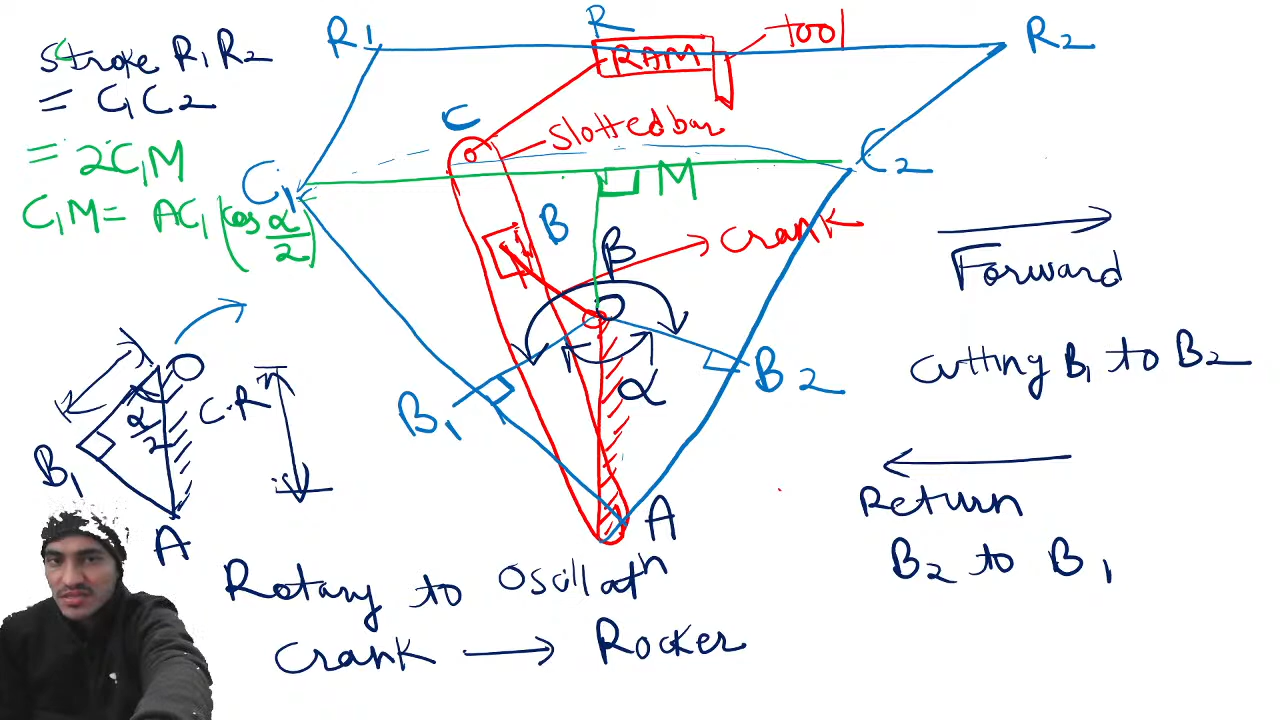 Stroke R1R2
= C1C2
= 2C1M
C1M = AC1 (cos α/2)
R1
R
RAM
tool
R2
C
Slotted bar
C1
M
C2
B
β
crank
O
α
B1
B2
A
O
α/2
C.R
B1
A
Forward
Cutting B1 to B2
Return
B2 to B1
Rotary to Oscillatn
Crank → Rocker